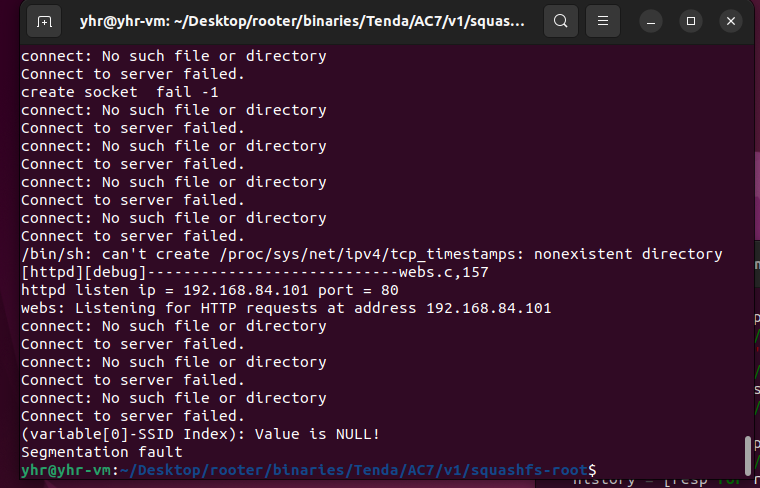 yhr@yhr-vm: ~/Desktop/rooter/binaries/Tenda/AC7/v1/squas...
connect: No such file or directory
Connect to server failed.
create socket  fail -1
connect: No such file or directory
Connect to server failed.
connect: No such file or directory
Connect to server failed.
connect: No such file or directory
Connect to server failed.
connect: No such file or directory
Connect to server failed.
/bin/sh: can't create /proc/sys/net/ipv4/tcp_timestamps: nonexistent directory
[httpd][debug]----------------------------webs.c,157
httpd listen ip = 192.168.84.101 port = 80
webs: Listening for HTTP requests at address 192.168.84.101
connect: No such file or directory
Connect to server failed.
connect: No such file or directory
Connect to server failed.
connect: No such file or directory
Connect to server failed.
(variable[0]-SSID Index): Value is NULL!
Segmentation fault
yhr@yhr-vm:~/Desktop/rooter/binaries/Tenda/AC7/v1/squashfs-root$